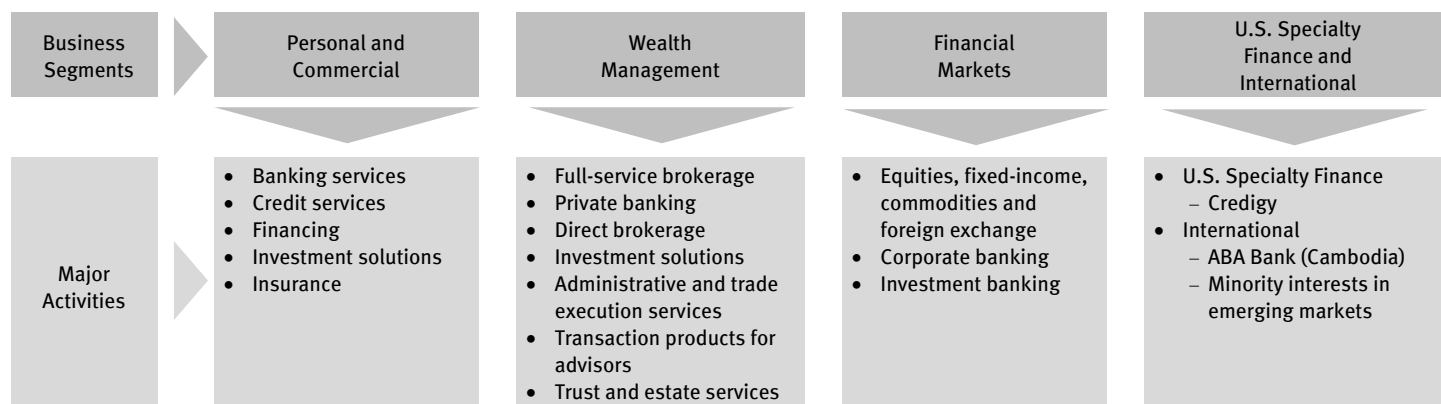 Business
Segments
Personal and
Commercial
Wealth
Management
Financial
Markets
U.S. Specialty
Finance and
International
Major
Activities
• Banking services
• Credit services
• Financing
• Investment solutions
• Insurance
• Full-service brokerage
• Private banking
• Direct brokerage
• Investment solutions
• Administrative and trade
execution services
• Transaction products for
advisors
• Trust and estate services
• Equities, fixed-income,
commodities and
foreign exchange
• Corporate banking
• Investment banking
• U.S. Specialty Finance
– Credigy
• International
– ABA Bank (Cambodia)
– Minority interests in
emerging markets